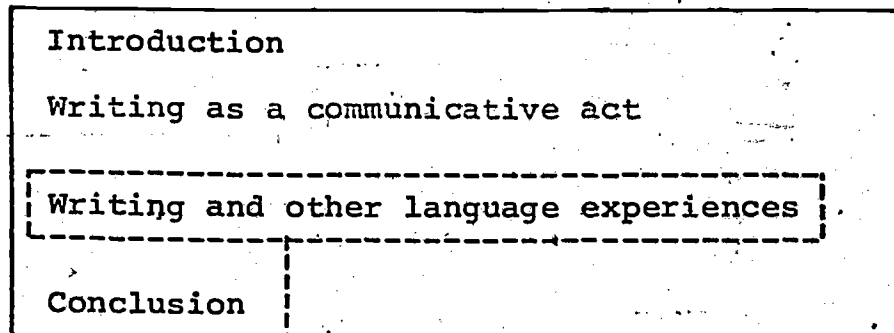 Introduction
Writing as a communicative act
Writing and other language experiences
Conclusion